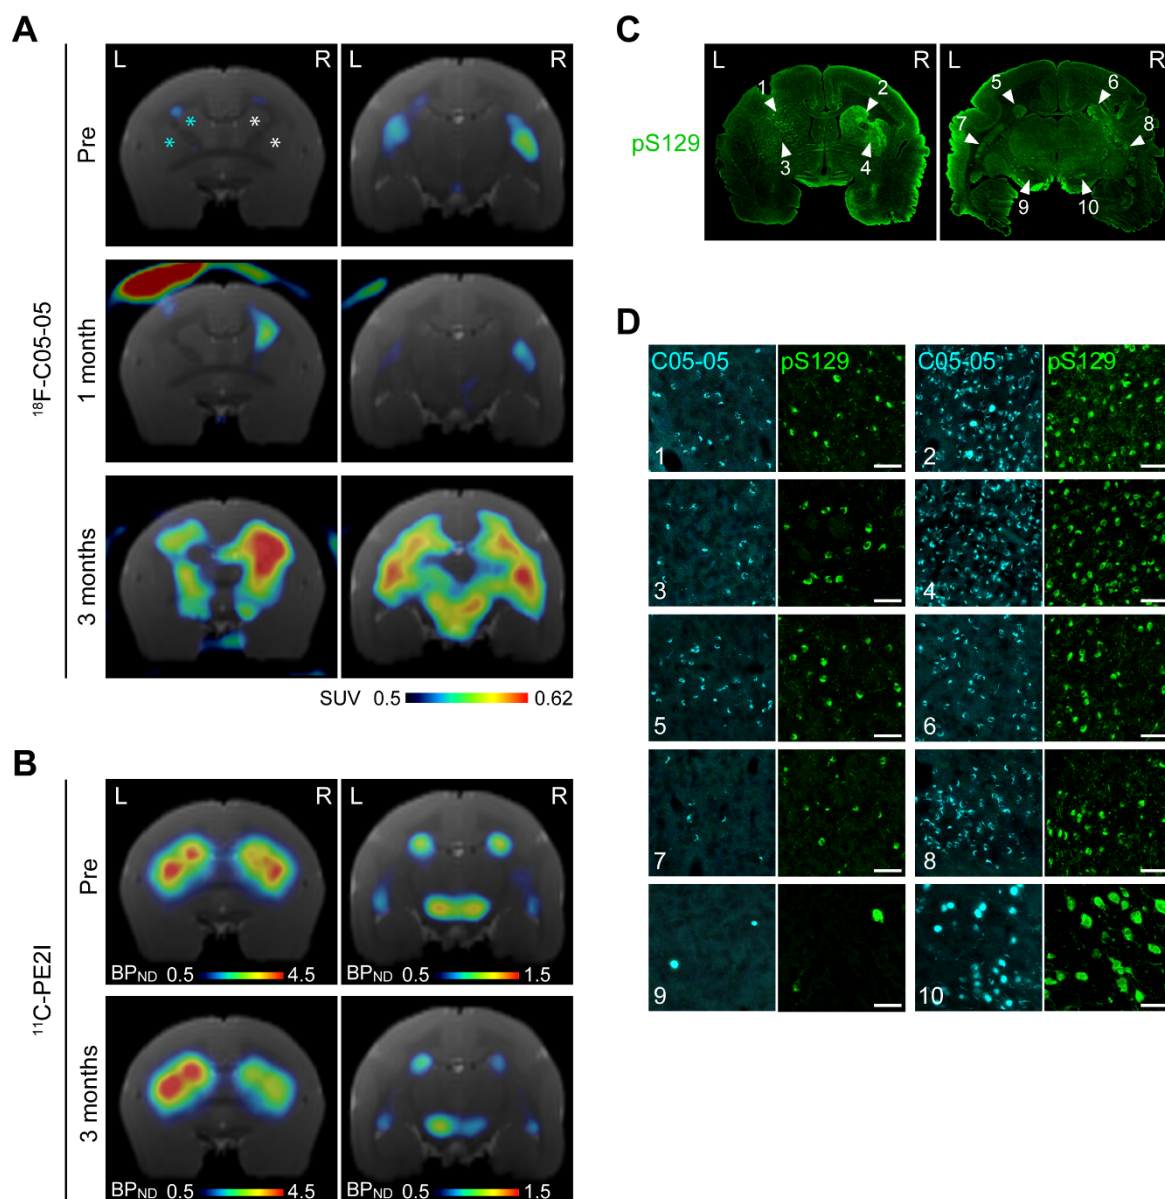 A
L R L R
Pre
1 month
3 months
¹⁸F-C05-05
* * * *
SUV 0.5 0.62
B
L R L R
Pre
BP_ND 0.5 4.5 BP_ND 0.5 1.5
3 months
¹¹C-PE2I
BP_ND 0.5 4.5 BP_ND 0.5 1.5
C
L R L R
pS129
1 2 5 6
7 8
3 4
9 10
D
C05-05 pS129 C05-05 pS129
1 2
3 4
5 6
7 8
9 10